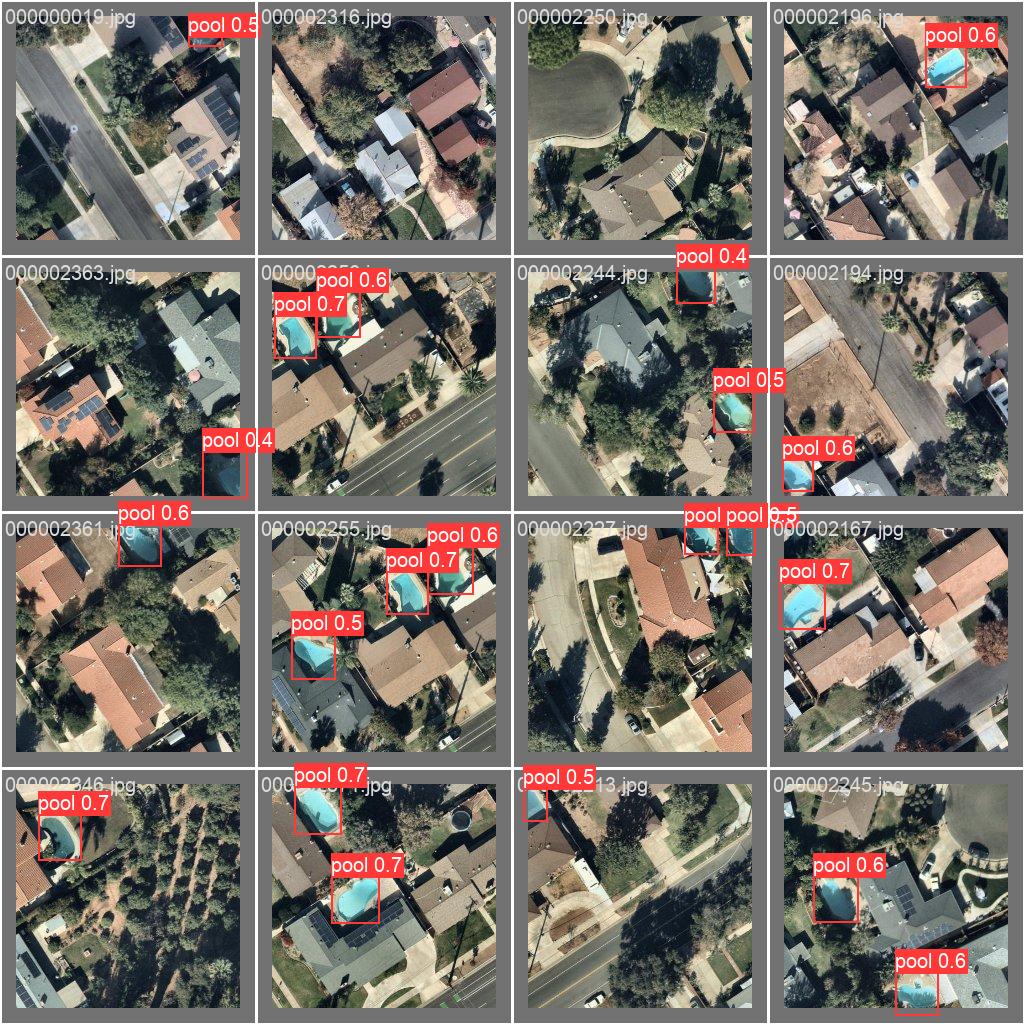 000000019.jpg
pool 0.5
000002316.jpg
000002250.jpg
000002196.jpg
pool 0.6
000002363.jpg
pool 0.4
pool 0.6
pool 0.7
000002244.jpg
pool 0.4
pool 0.5
000002194.jpg
pool 0.6
000002361.jpg
pool 0.6
000002255.jpg
pool 0.6
pool 0.7
pool 0.5
000002227.jpg
pool
pool 0.5
000002167.jpg
pool 0.7
000002346.jpg
pool 0.7
pool 0.7
pool 0.7
pool 0.5
000002245.jpg
pool 0.6
pool 0.6